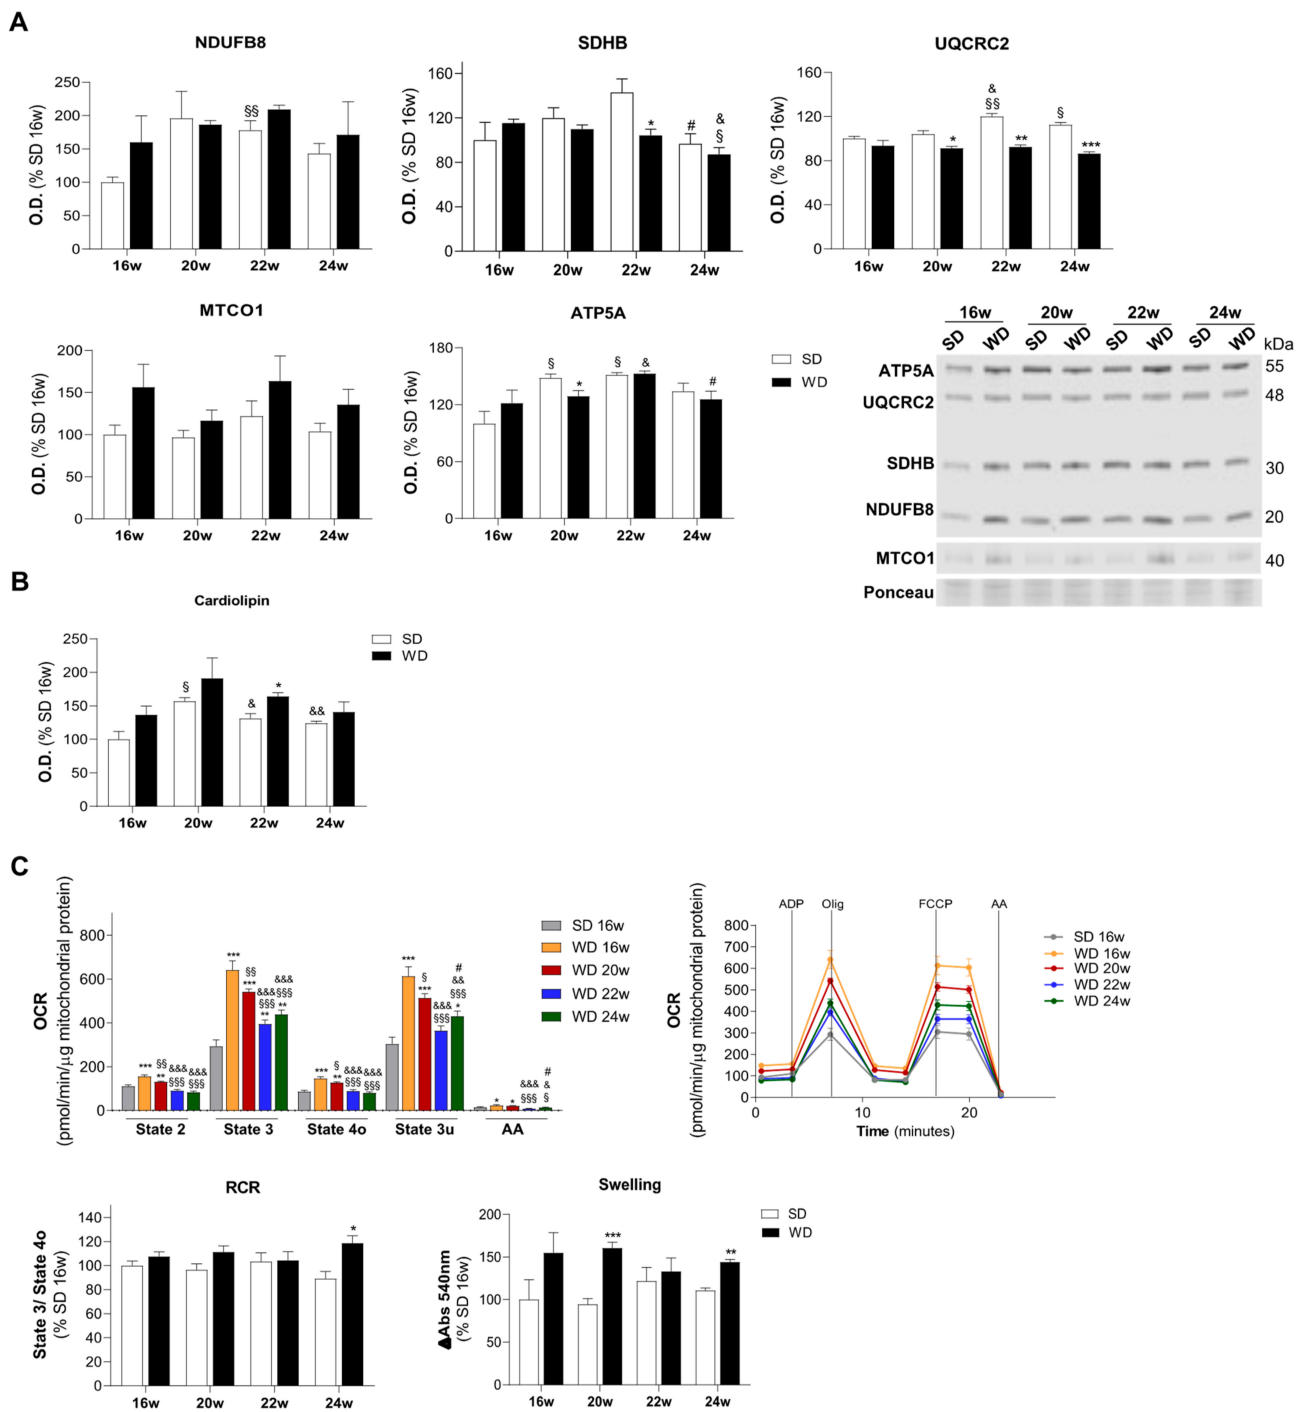 A
NDUFB8
O.D. (% SD 16w)
250
200
150
100
50
0
§§
16w 20w 22w 24w
SDHB
O.D. (% SD 16w)
160
120
80
40
0
*
#
&
§
16w 20w 22w 24w
UQCRC2
O.D. (% SD 16w)
160
120
80
40
0
*
&
§§
**
§
***
16w 20w 22w 24w
MTCO1
O.D. (% SD 16w)
200
150
100
50
0
16w 20w 22w 24w
ATP5A
O.D. (% SD 16w)
180
120
60
0
§
*
§
&
#
16w 20w 22w 24w
SD
WD
16w 20w 22w 24w
SD WD SD WD SD WD SD WD
kDa
ATP5A 55
UQCRC2 48
SDHB 30
NDUFB8 20
MTCO1 40
Ponceau
B
Cardiolipin
O.D. (% SD 16w)
250
200
150
100
50
0
§
&
*
&&
16w 20w 22w 24w
SD
WD
C
OCR
(pmol/min/µg mitochondrial protein)
800
600
400
200
0
***
§§
**
&&&
§§§
&&&
§§§
***
§§
***
&&&
§§§
**
&&&
§§§
**
***
§
**
&&&
§§§
&&&
§§§
***
§
***
&&&
§§§
#
&&
§§§
*
*
*
&&&
§§§
#
&
§
State 2 State 3 State 4o State 3u AA
SD 16w
WD 16w
WD 20w
WD 22w
WD 24w
OCR
(pmol/min/µg mitochondrial protein)
ADP Olig FCCP AA
800
700
600
500
400
300
200
100
0
0 10 20
Time (minutes)
SD 16w
WD 16w
WD 20w
WD 22w
WD 24w
RCR
State 3/ State 4o
(% SD 16w)
140
120
100
80
60
40
20
0
*
16w 20w 22w 24w
Swelling
ΔAbs 540nm
(% SD 16w)
200
150
100
50
0
***
**
16w 20w 22w 24w
SD
WD